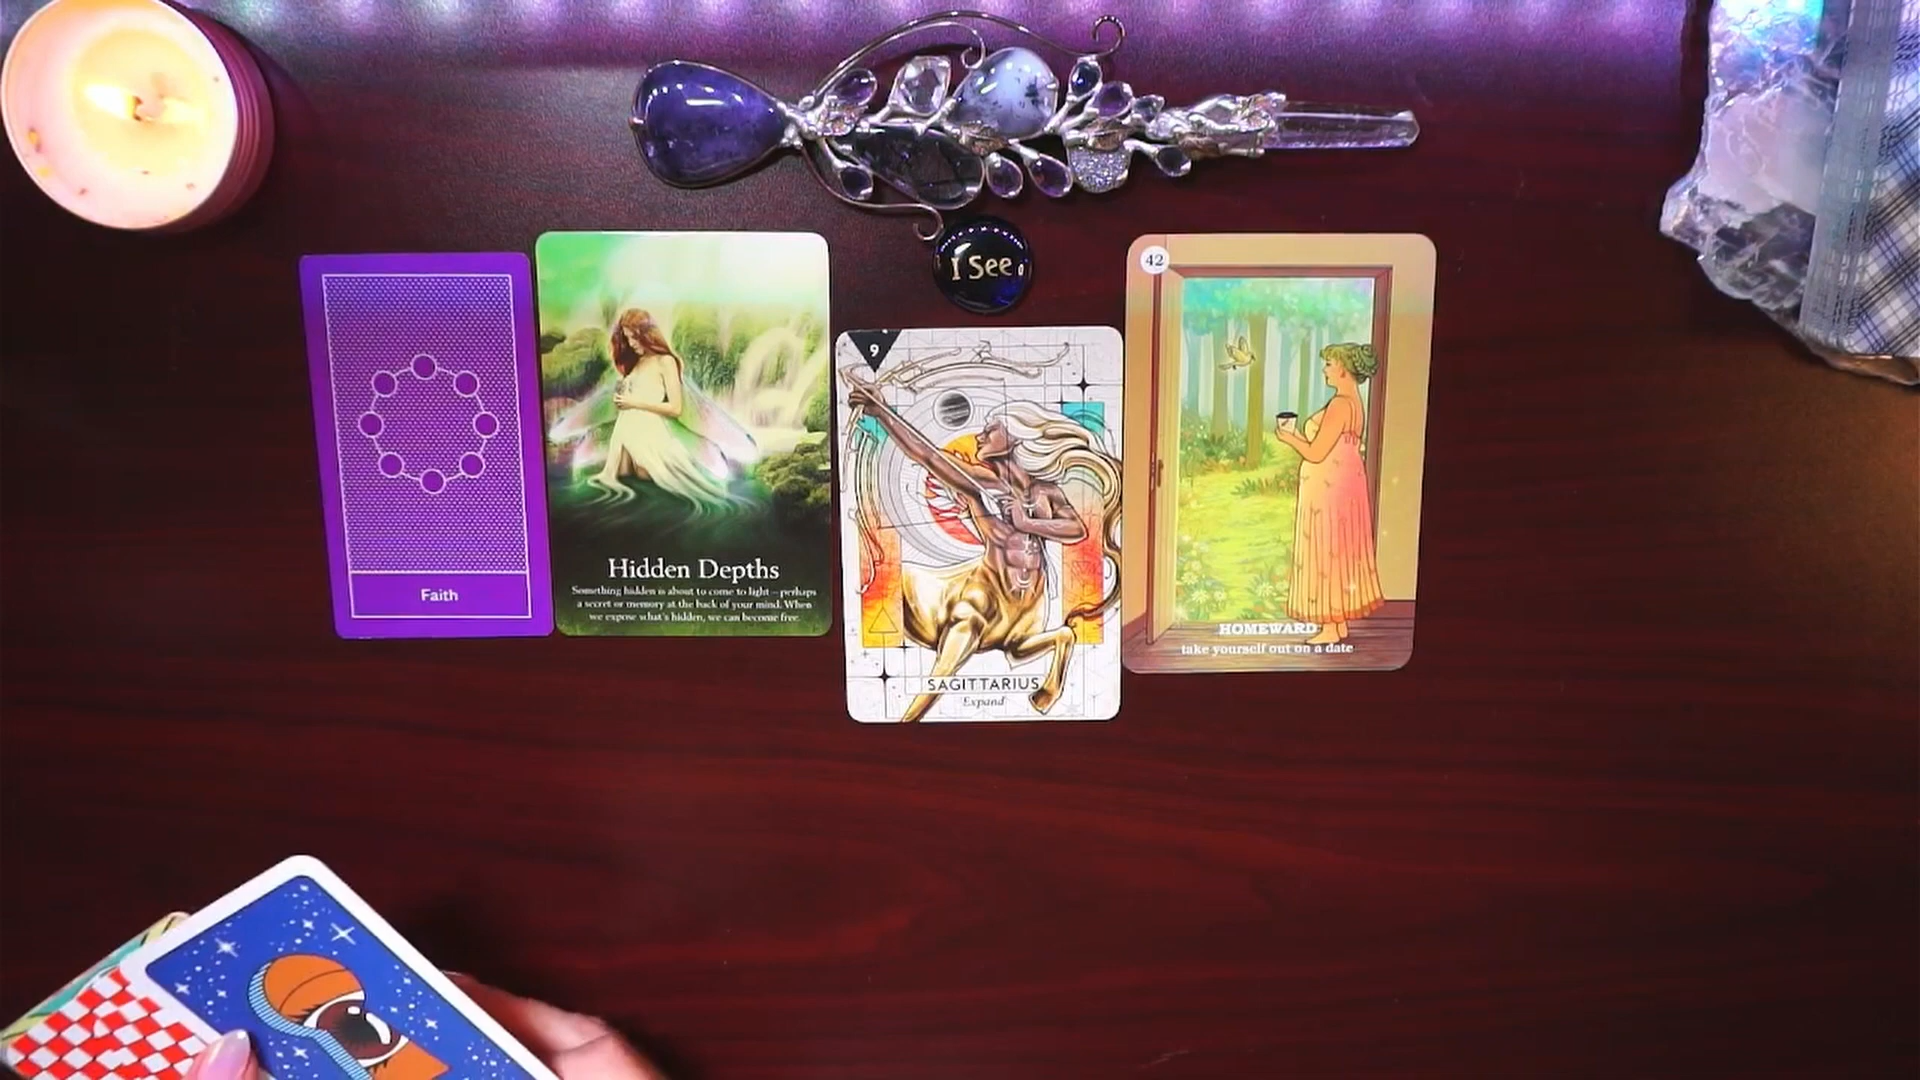 I See
Faith
Hidden Depths
Something hidden is about to come to light – perhaps
a secret or memory at the back of your mind. When
we expose what's hidden, we can become free.
9
SAGITTARIUS
Expand
42
HOMEWARD
take yourself out on a date